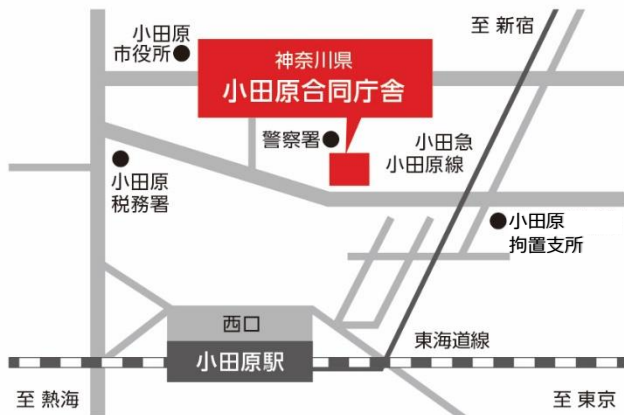 至 新宿
小田原
市役所
神奈川県
小田原合同庁舎
警察署
小田急
小田原線
小田原
税務署
小田原
拘置支所
西口
小田原駅
東海道線
至 熱海
至 東京